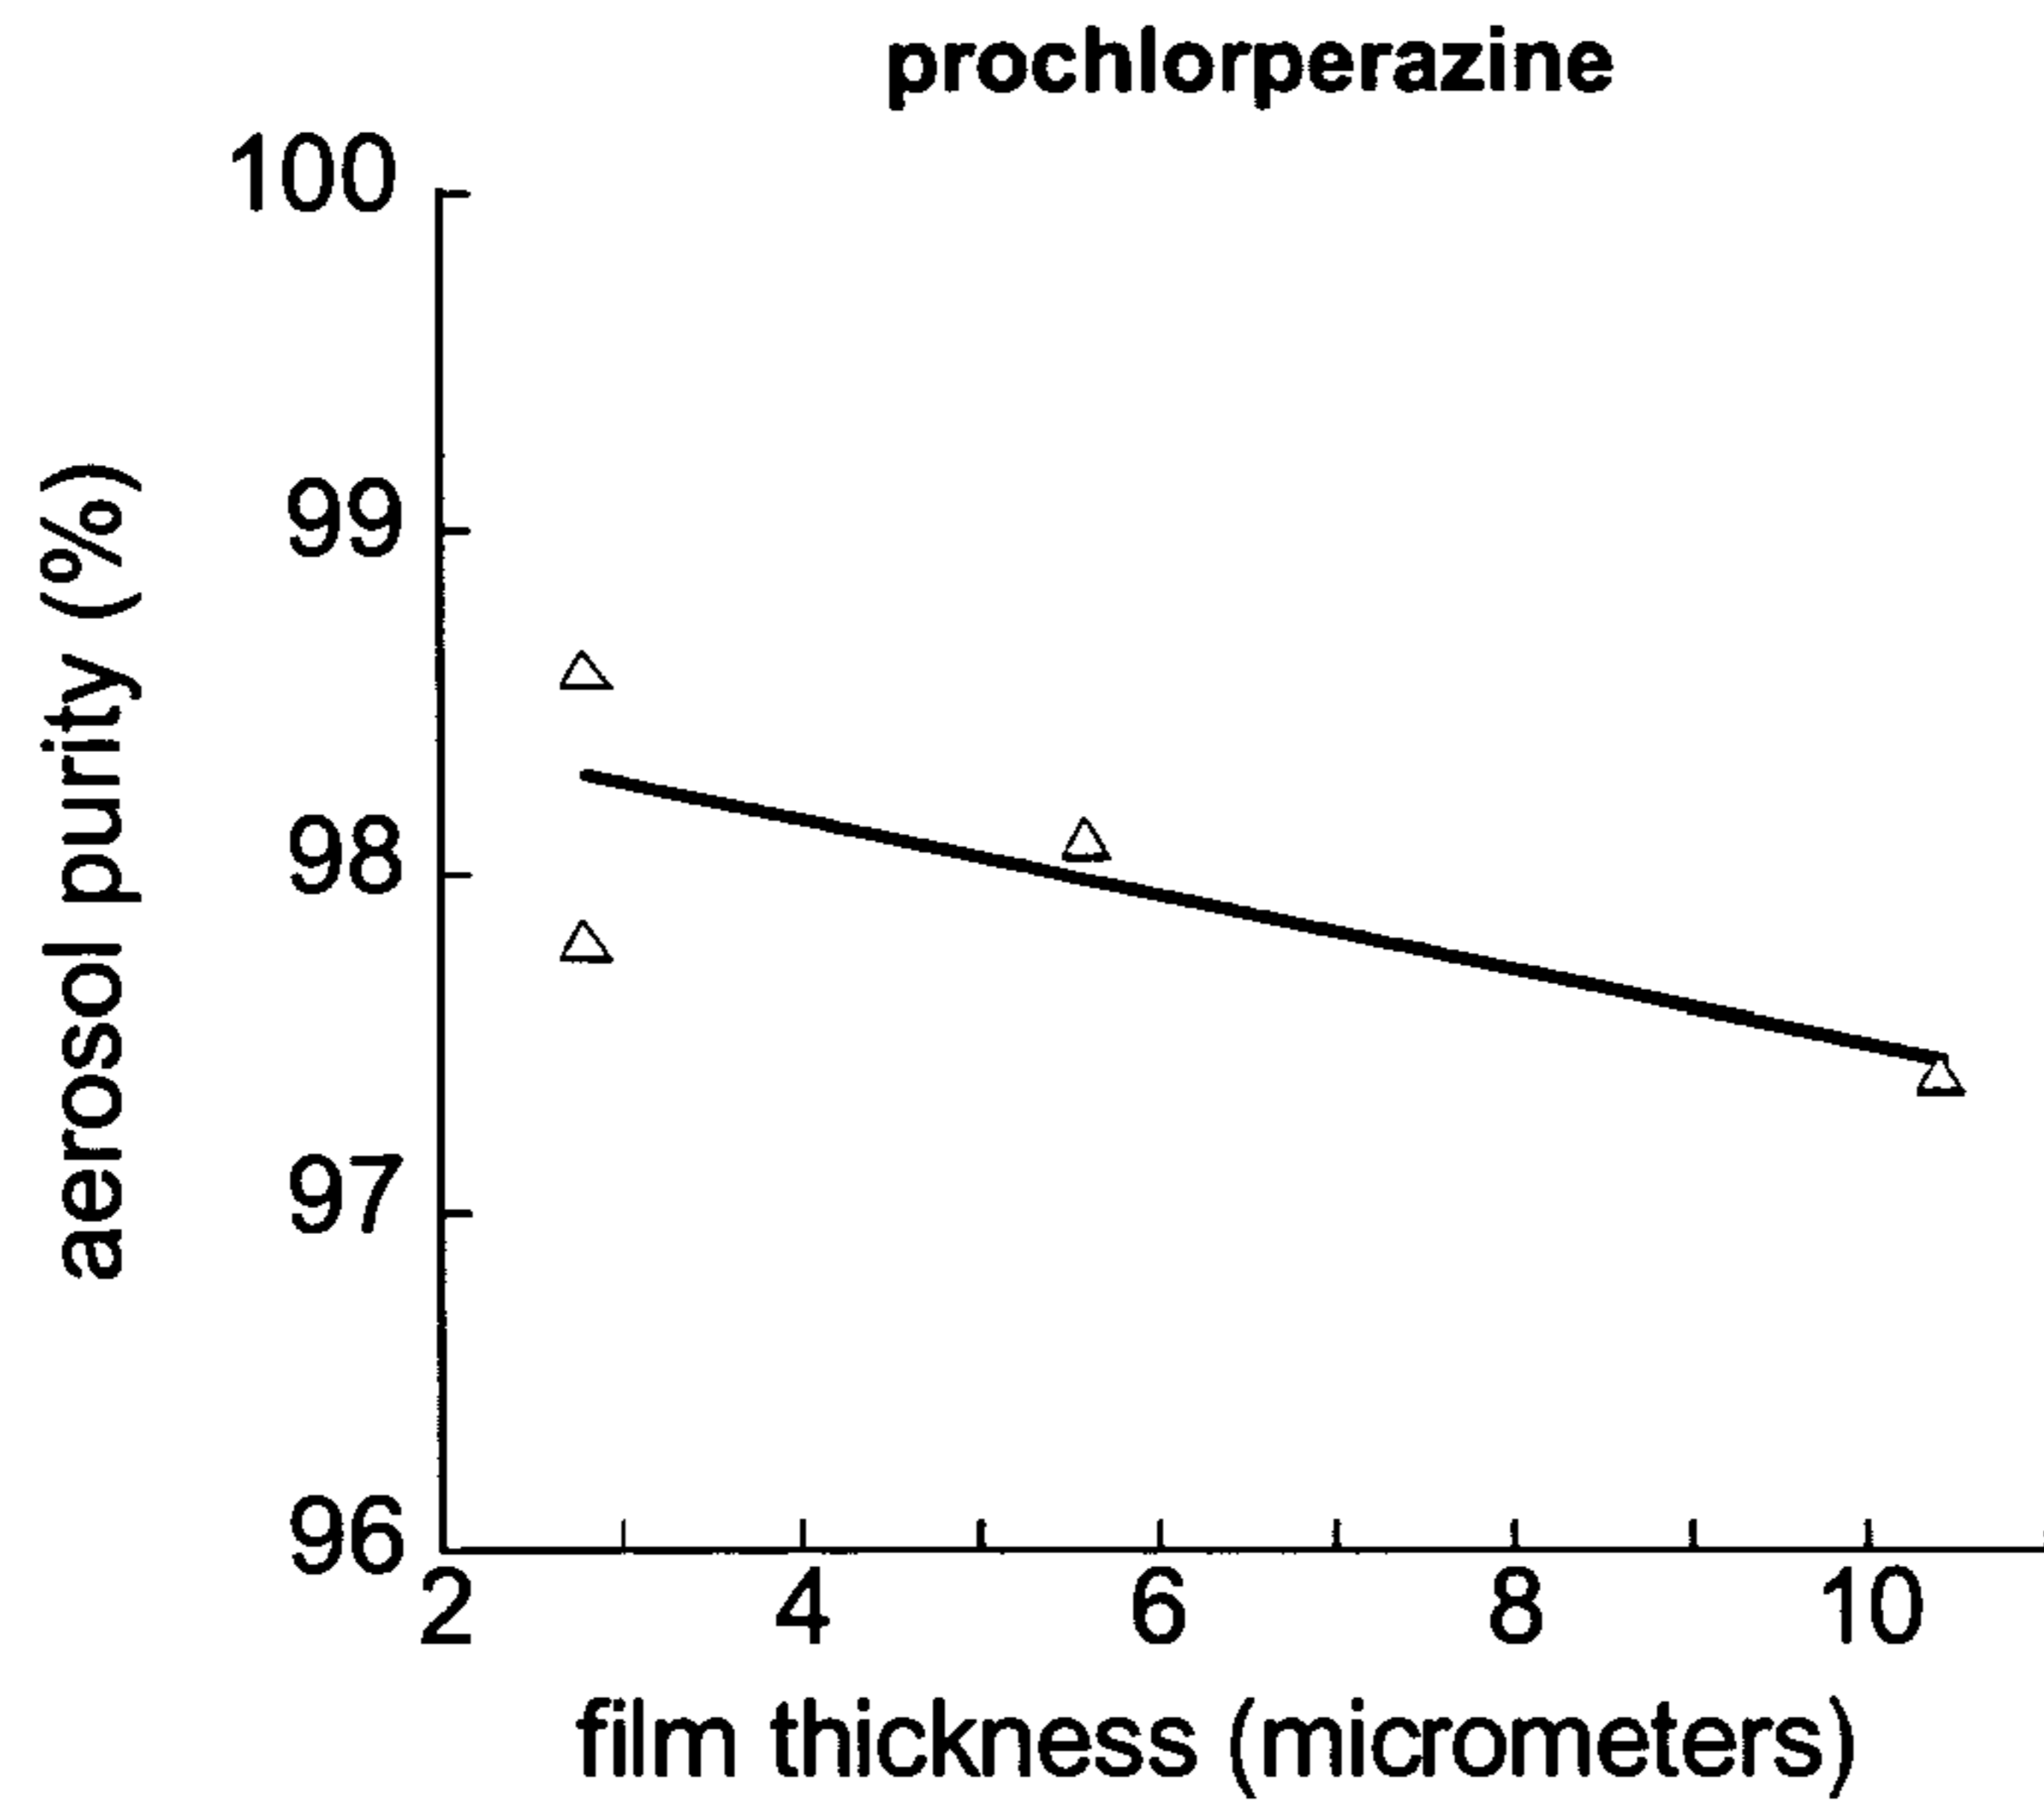 prochlorperazine
100
99
98
97
96
aerosol purity (%)
2 4 6 8 10
film thickness (micrometers)